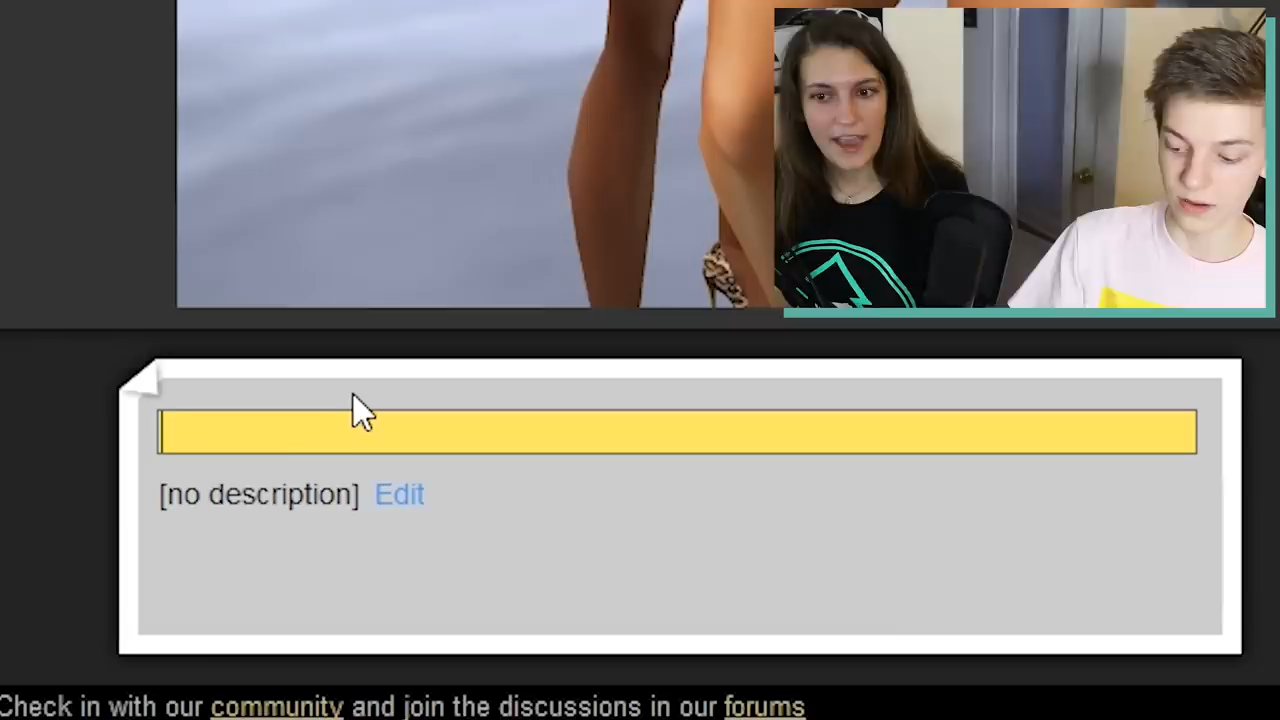 [no description] Edit
Check in with our community and join the discussions in our forums